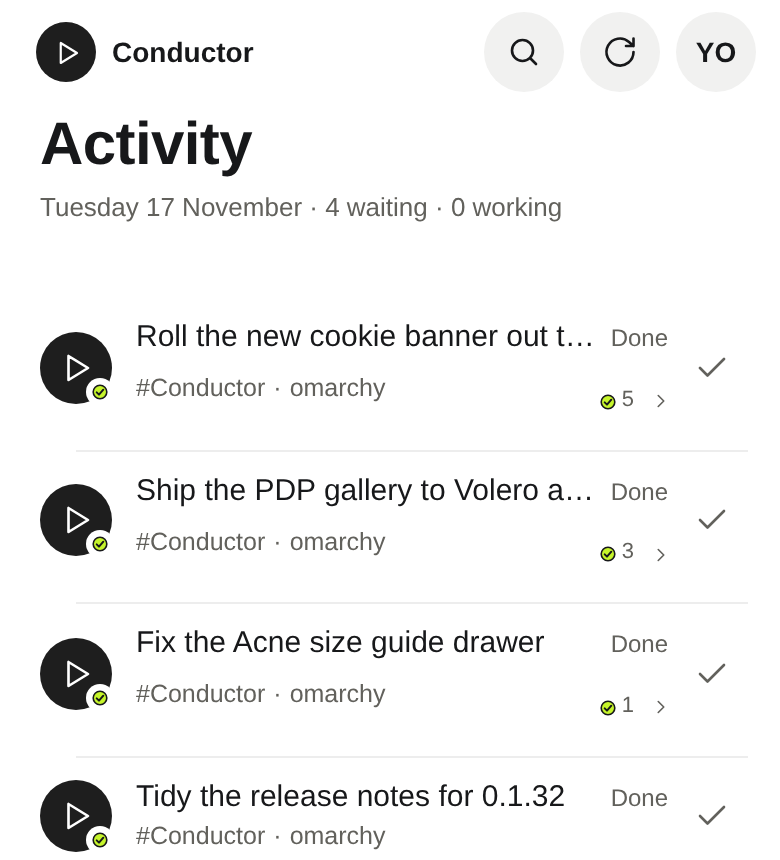 Conductor
YO
Activity
Tuesday 17 November · 4 waiting · 0 working
Roll the new cookie banner out t… Done
#Conductor · omarchy
5
Ship the PDP gallery to Volero a… Done
#Conductor · omarchy
3
Fix the Acne size guide drawer Done
#Conductor · omarchy
1
Tidy the release notes for 0.1.32 Done
#Conductor · omarchy